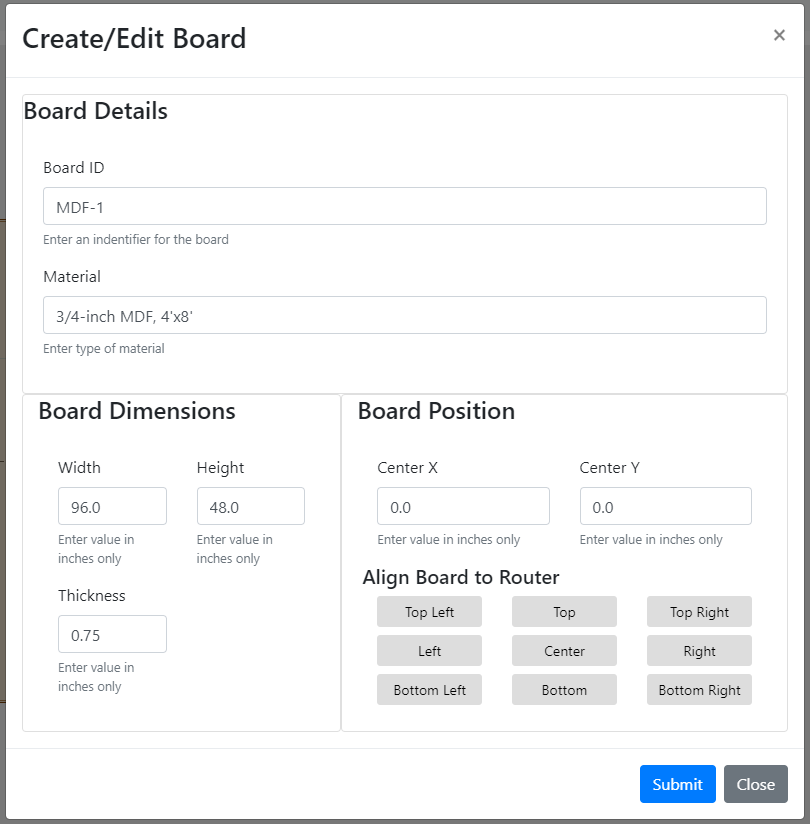 Create/Edit Board
×
Board Details
Board ID
MDF-1
Enter an indentifier for the board
Material
3/4-inch MDF, 4'x8'
Enter type of material
Board Dimensions
Width
Height
96.0
48.0
Enter value in
inches only
Enter value in
inches only
Thickness
0.75
Enter value in
inches only
Board Position
Center X
Center Y
0.0
0.0
Enter value in inches only
Enter value in inches only
Align Board to Router
Top Left
Top
Top Right
Left
Center
Right
Bottom Left
Bottom
Bottom Right
Submit
Close